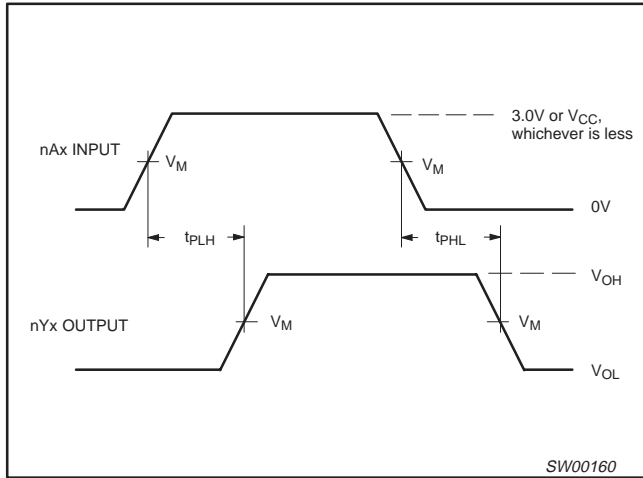 3.0V or VCC,
whichever is less
nAx INPUT
VM
VM
0V
tPLH
tPHL
VOH
nYx OUTPUT
VM
VM
VOL
SW00160